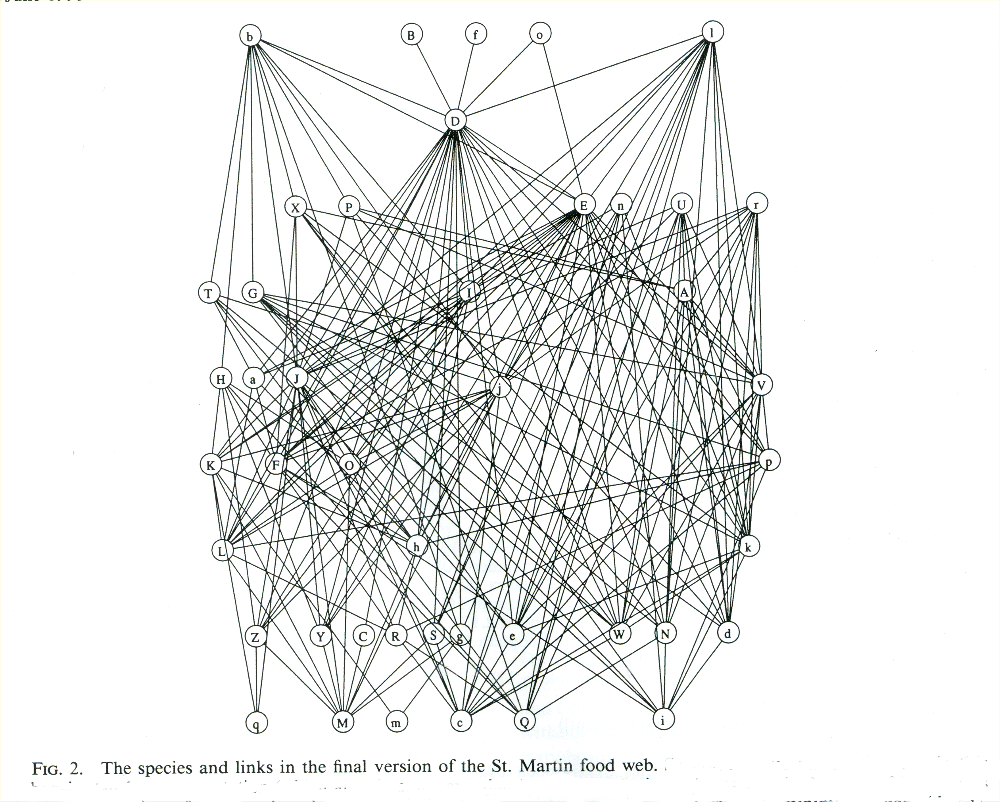 b B f o l
D
X P E n U r
T G I A
H a J j V
K F O p
L h k
Z Y C R S g e W N d
q M m c Q i
FIG. 2. The species and links in the final version of the St. Martin food web.